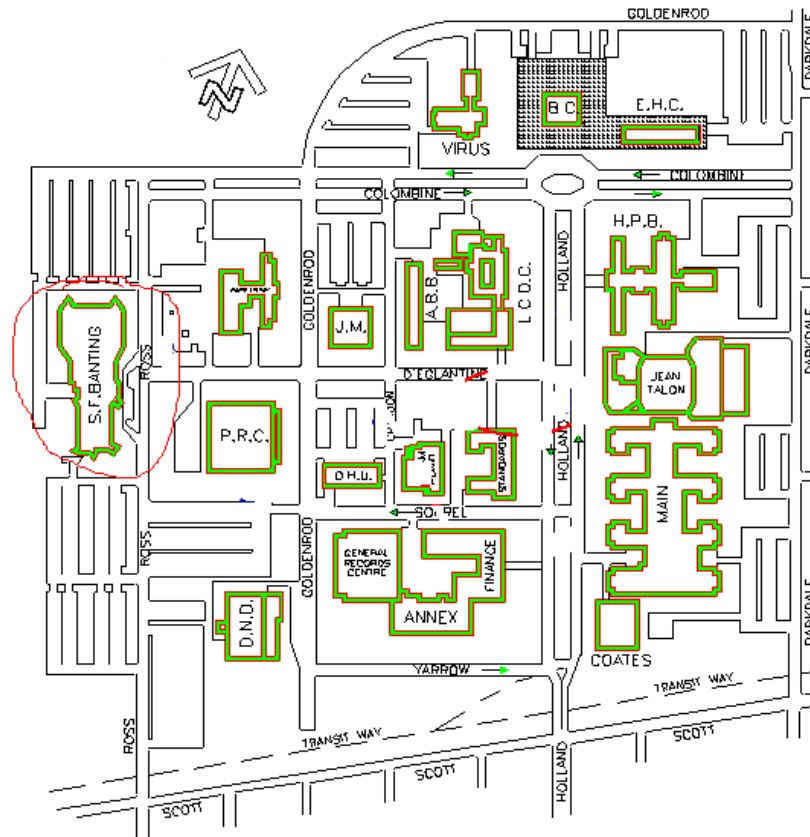 GOLDENROD
PARKDALE
N
B.C.
E.H.C.
VIRUS
COLOMBINE
COLOMBINE
H.P.B.
HOLLAND
GOLDENROD
A.B.B.
L.C.D.C.
J.M.
S.F.BANTING
ROSS
PARKDALE
D'EGLANTINE
JEAN
TALON
P.R.C.
HOLLAND
STANDARDS
O.H.U.
MAIN
SORREL
ROSS
GOLDENROD
GENERAL
RECORDS
CENTRE
FINANCE
ANNEX
D.N.D.
PARKDALE
COATES
YARROW
TRANSIT WAY
ROSS
TRANSIT WAY
SCOTT
HOLLAND
SCOTT
SCOTT